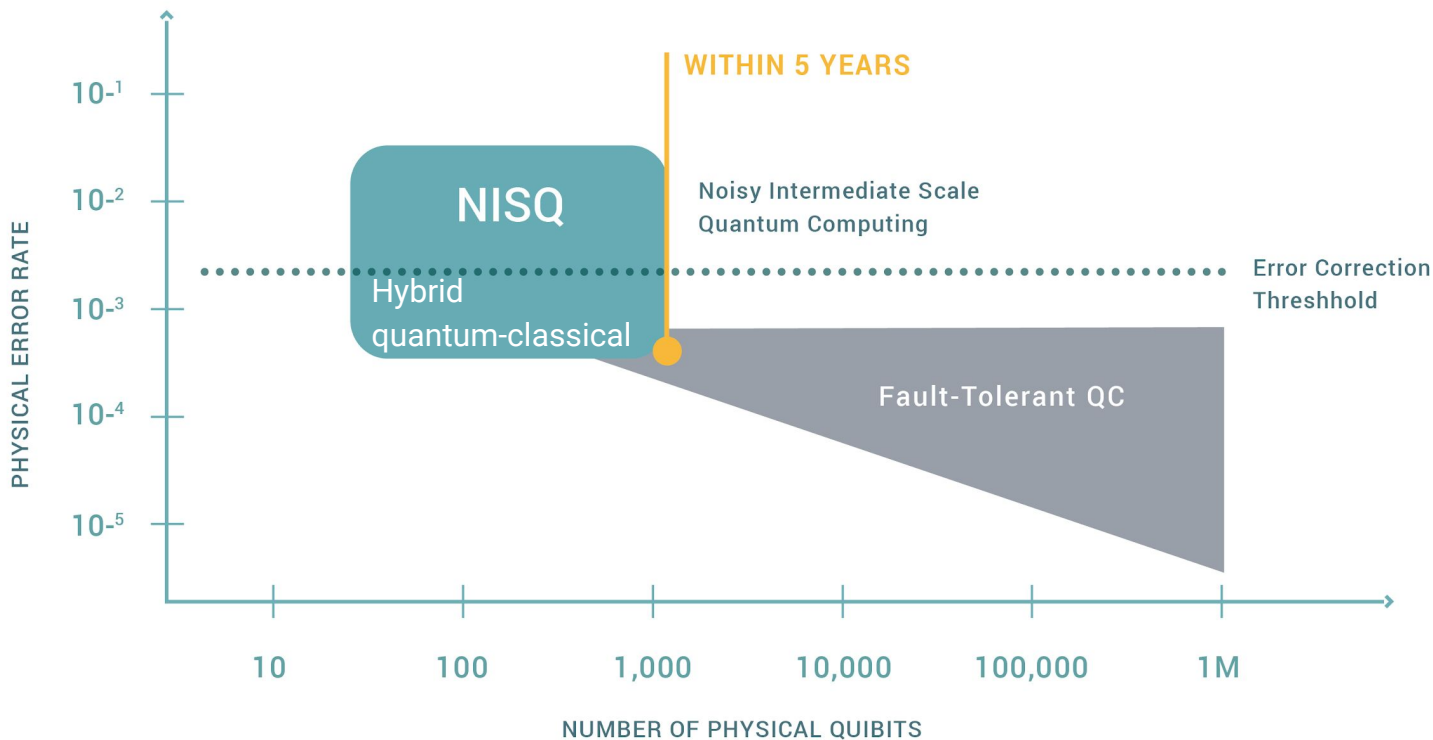 WITHIN 5 YEARS
10-¹
NISQ
Noisy Intermediate Scale
Quantum Computing
10-²
Error Correction
Threshhold
Hybrid
quantum-classical
10-³
Fault-Tolerant QC
10-⁴
10-⁵
PHYSICAL ERROR RATE
10
100
1,000
10,000
100,000
1M
NUMBER OF PHYSICAL QUIBITS